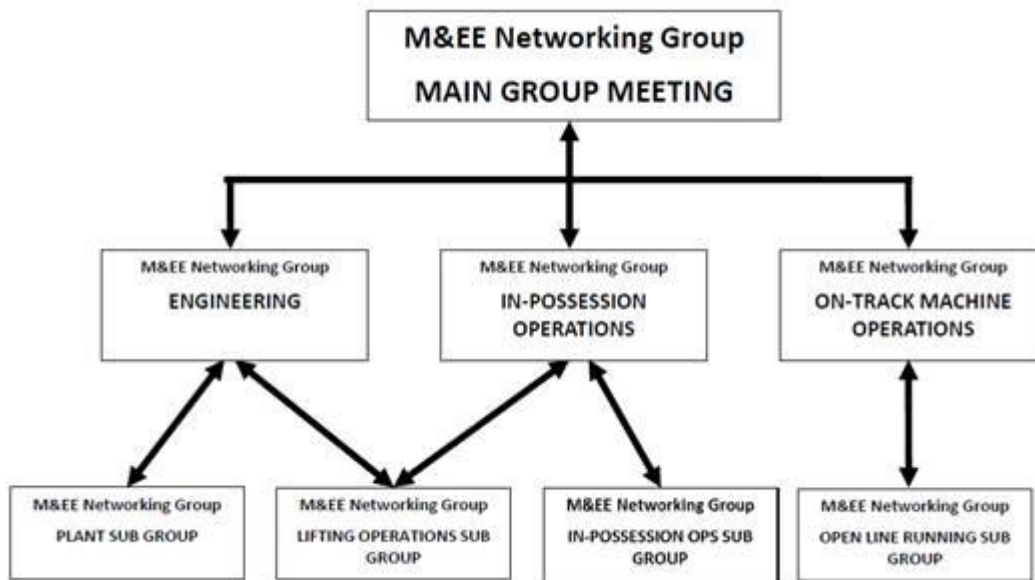 M&EE Networking Group
MAIN GROUP MEETING
M&EE Networking Group
ENGINEERING
M&EE Networking Group
IN-POSSESSION
OPERATIONS
M&EE Networking Group
ON-TRACK MACHINE
OPERATIONS
M&EE Networking Group
PLANT SUB GROUP
M&EE Networking Group
LIFTING OPERATIONS SUB
GROUP
M&EE Networking Group
IN-POSSESSION OPS SUB
GROUP
M&EE Networking Group
OPEN LINE RUNNING SUB
GROUP